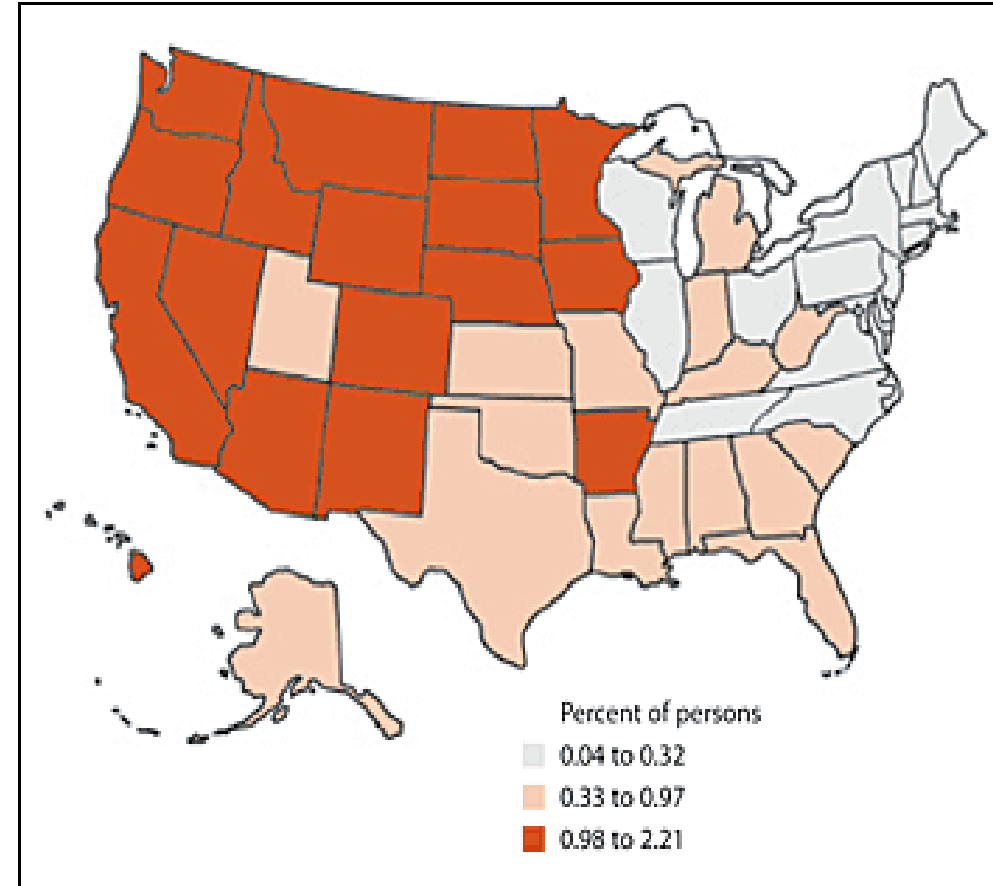 Percent of persons
0.04 to 0.32
0.33 to 0.97
0.98 to 2.21